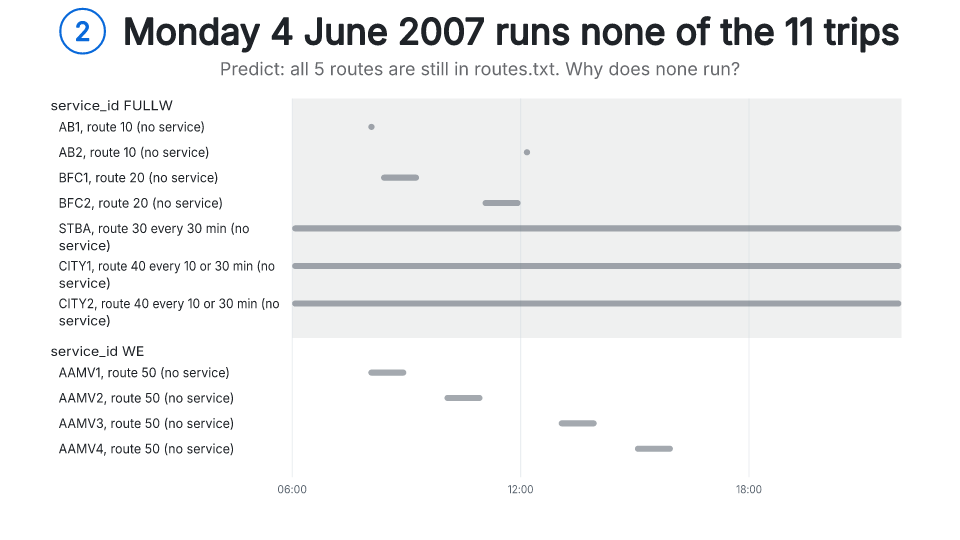 2 Monday 4 June 2007 runs none of the 11 trips
Predict: all 5 routes are still in routes.txt. Why does none run?
service_id FULLW
AB1, route 10 (no service)
AB2, route 10 (no service)
BFC1, route 20 (no service)
BFC2, route 20 (no service)
STBA, route 30 every 30 min (no
service)
CITY1, route 40 every 10 or 30 min (no
service)
CITY2, route 40 every 10 or 30 min (no
service)
service_id WE
AAMV1, route 50 (no service)
AAMV2, route 50 (no service)
AAMV3, route 50 (no service)
AAMV4, route 50 (no service)
06:00 12:00 18:00